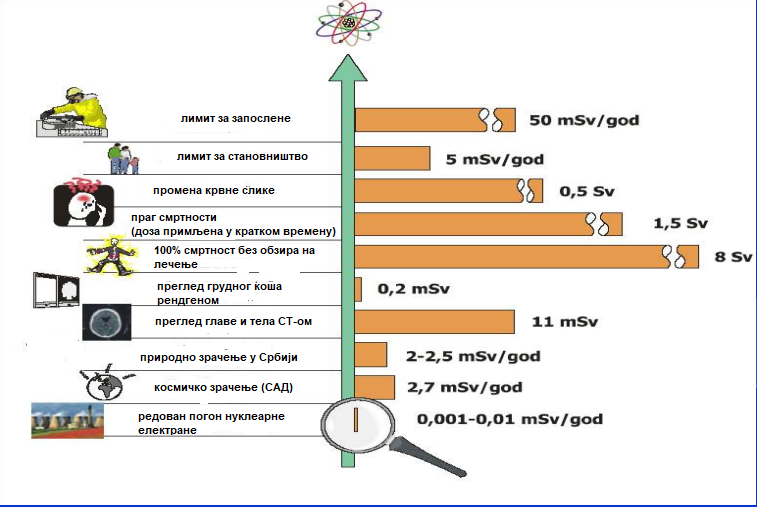 лимит за запослене
50 mSv/god
лимит за становништво
5 mSv/god
промена крвне слике
0,5 Sv
праг смртности
(доза примљена у кратком времену)
1,5 Sv
100% смртност без обзира на
лечење
8 Sv
преглед грудног коша
рендгеном
0,2 mSv
преглед главе и тела СТ-ом
11 mSv
природно зрачење у Србији
2-2,5 mSv/god
космичко зрачење (САД)
2,7 mSv/god
редован погон нуклеарне
електране
0,001-0,01 mSv/god